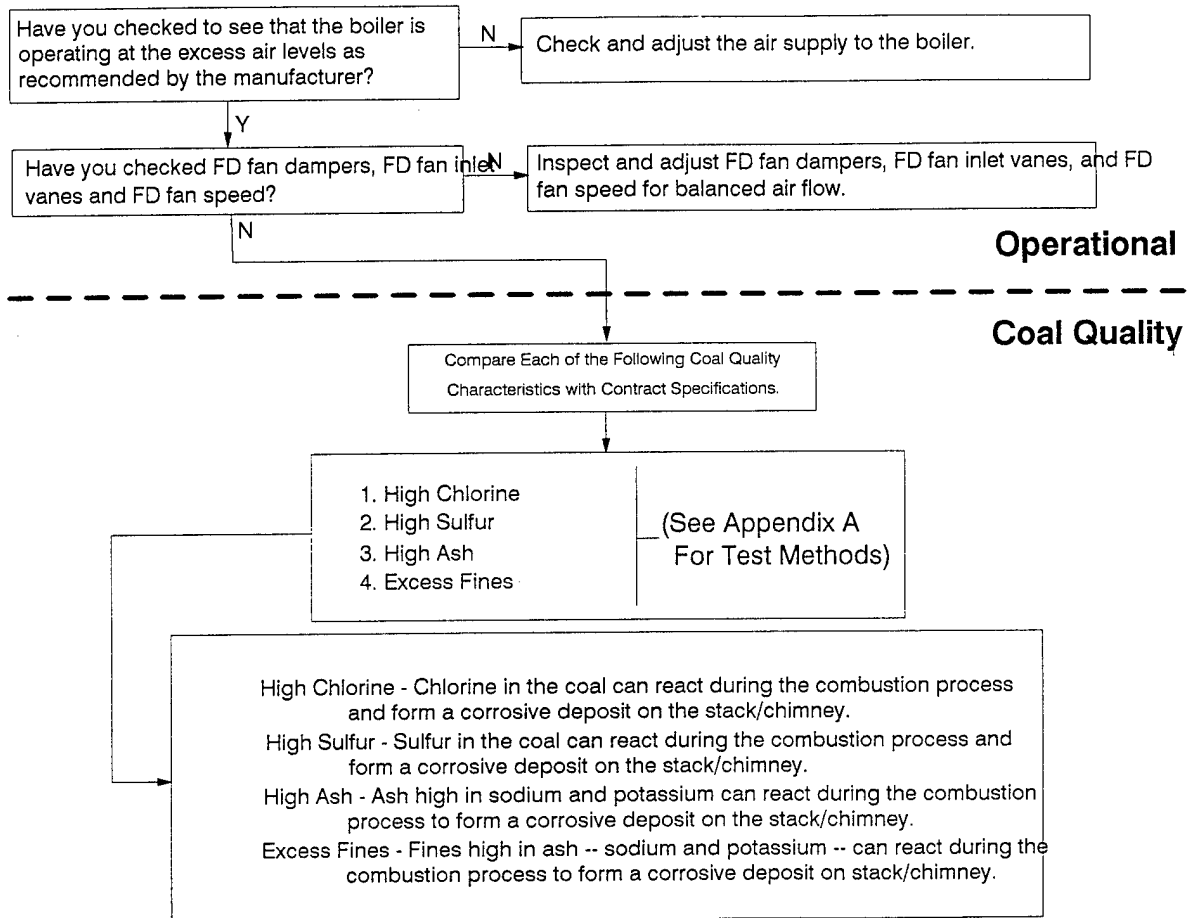 Have you checked to see that the boiler is
operating at the excess air levels as
recommended by the manufacturer?
N
Check and adjust the air supply to the boiler.
Y
Have you checked FD fan dampers, FD fan inlet
vanes and FD fan speed?
N
Inspect and adjust FD fan dampers, FD fan inlet vanes, and FD
fan speed for balanced air flow.
N
Operational
Coal Quality
Compare Each of the Following Coal Quality
Characteristics with Contract Specifications.
1. High Chlorine
2. High Sulfur
3. High Ash
4. Excess Fines
(See Appendix A
For Test Methods)
High Chlorine - Chlorine in the coal can react during the combustion process
and form a corrosive deposit on the stack/chimney.
High Sulfur - Sulfur in the coal can react during the combustion process and
form a corrosive deposit on the stack/chimney.
High Ash - Ash high in sodium and potassium can react during the combustion
process to form a corrosive deposit on the stack/chimney.
Excess Fines - Fines high in ash -- sodium and potassium -- can react during the
combustion process to form a corrosive deposit on stack/chimney.